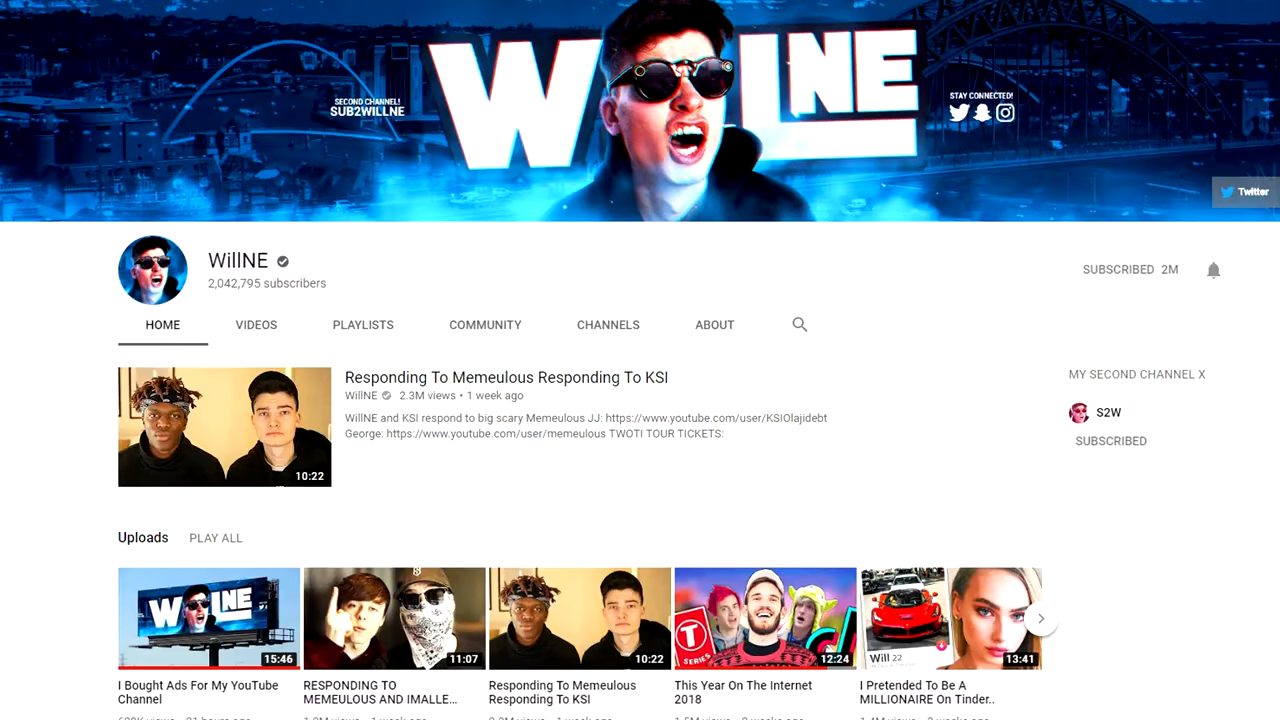 WILLNE
SECOND CHANNEL!
SUB2WILLNE
STAY CONNECTED!
Twitter
WillNE
2,042,795 subscribers
SUBSCRIBED 2M
HOME VIDEOS PLAYLISTS COMMUNITY CHANNELS ABOUT
Responding To Memeulous Responding To KSI
WillNE 2.3M views • 1 week ago
WillNE and KSI respond to big scary Memeulous JJ: https://www.youtube.com/user/KSIOlajidebt
George: https://www.youtube.com/user/memeulous TWOTI TOUR TICKETS:
10:22
MY SECOND CHANNEL X
S2W
SUBSCRIBED
Uploads PLAY ALL
WILLNE
15:46
11:07
10:22
T
SERIES
12:24
Will 22
13:41
I Bought Ads For My YouTube
Channel
RESPONDING TO
MEMEULOUS AND IMALLE...
Responding To Memeulous
Responding To KSI
This Year On The Internet
2018
I Pretended To Be A
MILLIONAIRE On Tinder..